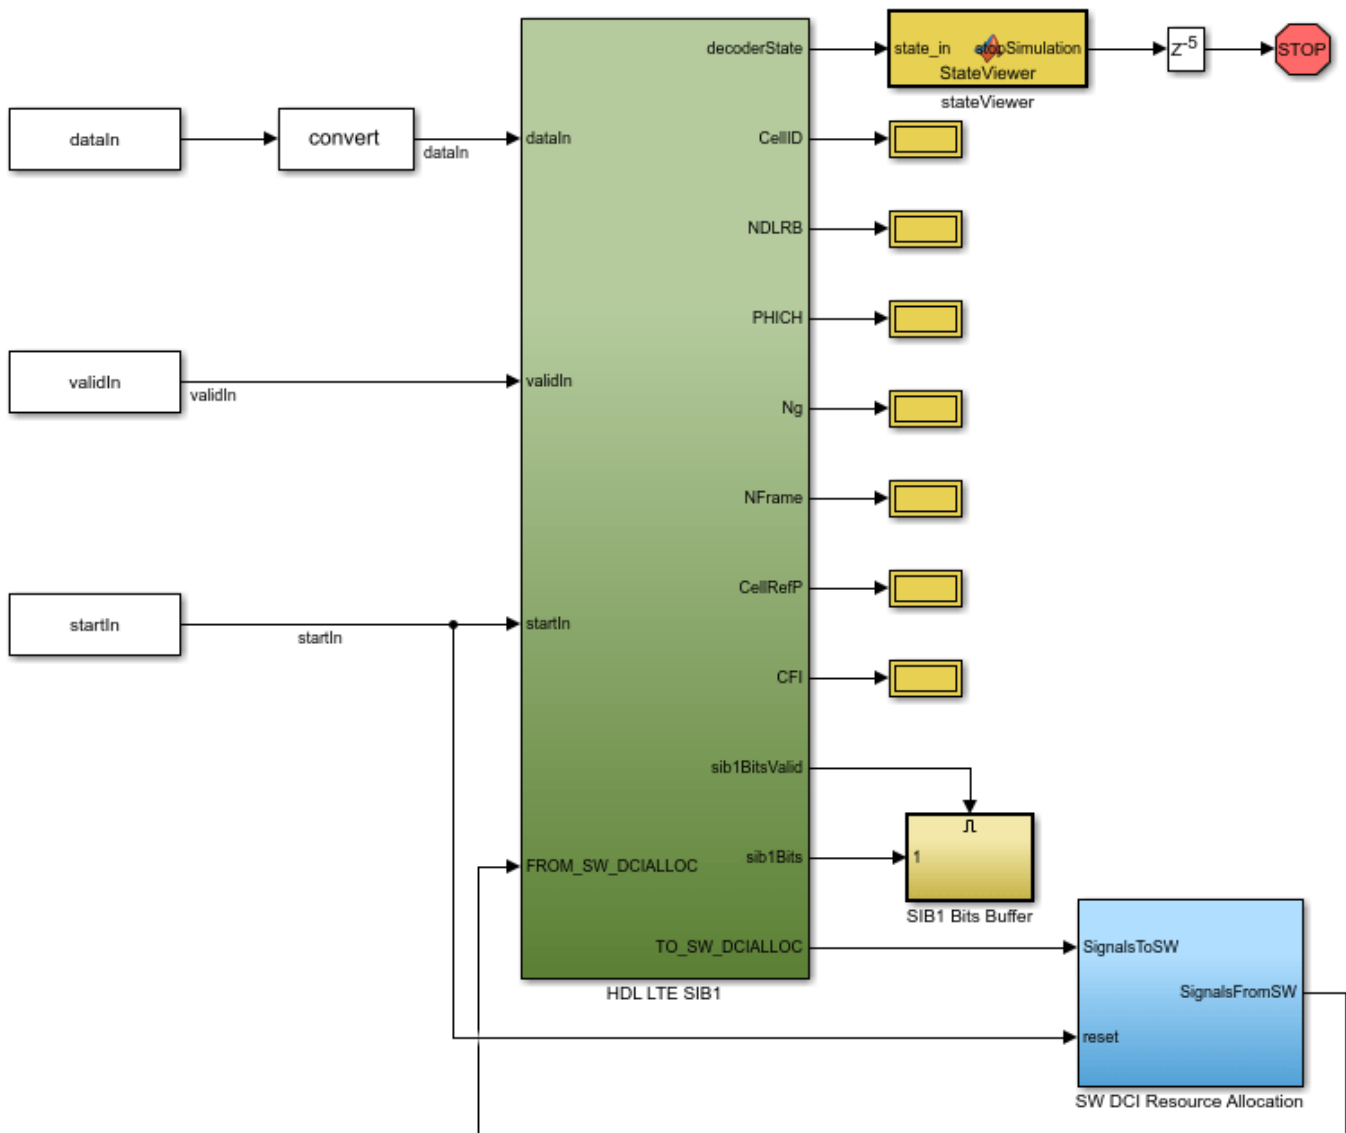 decoderState
state_in
stopSimulation
StateViewer
stateViewer
Z-5
STOP
dataIn
convert
dataIn
dataIn
CellID
NDLRB
PHICH
validIn
validIn
validIn
Ng
NFrame
CellRefP
startIn
startIn
startIn
CFI
sib1BitsValid
FROM_SW_DCIALLOC
sib1Bits
1
SIB1 Bits Buffer
TO_SW_DCIALLOC
SignalsToSW
SignalsFromSW
HDL LTE SIB1
reset
SW DCI Resource Allocation